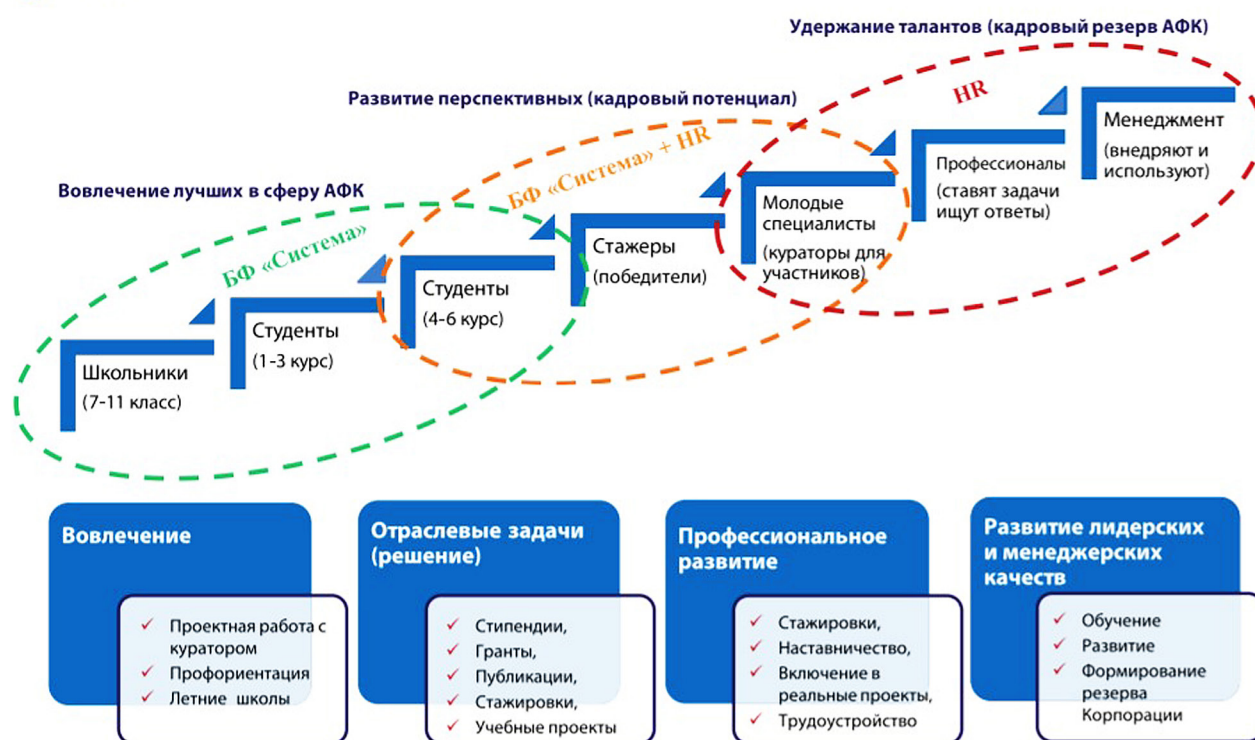 Удержание талантов (кадровый резерв АФК)
HR
Развитие перспективных (кадровый потенциал)
БФ «Система» + HR
Вовлечение лучших в сферу АФК
БФ «Система»
Школьники
(7-11 класс)
Студенты
(1-3 курс)
Студенты
(4-6 курс)
Стажеры
(победители)
Молодые
специалисты
(кураторы для
участников)
Профессионалы
(ставят задачи
ищут ответы)
Менеджмент
(внедряют и
используют)
Вовлечение
Проектная работа с
куратором
Профориентация
Летние школы
Отраслевые задачи
(решение)
Стипендии,
Гранты,
Публикации,
Стажировки,
Учебные проекты
Профессиональное
развитие
Стажировки,
Наставничество,
Включение в
реальные проекты,
Трудоустройство
Развитие лидерских
и менеджерских
качеств
Обучение
Развитие
Формирование
резерва
Корпорации